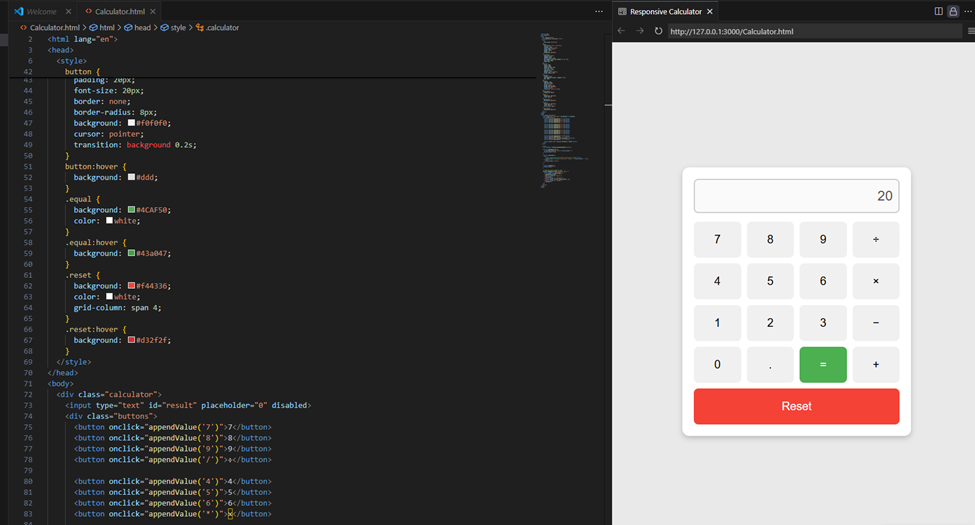 Welcome
Calculator.html
Responsive Calculator
Calculator.html > html > head > style > .calculator
http://127.0.0.1:3000/Calculator.html
2 <html lang="en">
3 <head>
6 <style>
42 button {
43 padding: 20px;
44 font-size: 20px;
45 border: none;
46 border-radius: 8px;
47 background: #f0f0f0;
48 cursor: pointer;
49 transition: background 0.2s;
50 }
51 button:hover {
52 background: #ddd;
53 }
54 .equal {
55 background: #4CAF50;
56 color: white;
57 }
58 .equal:hover {
59 background: #43a047;
60 }
61 .reset {
62 background: #f44336;
63 color: white;
64 grid-column: span 4;
65 }
66 .reset:hover {
67 background: #d32f2f;
68 }
69 </style>
70 </head>
71 <body>
72 <div class="calculator">
73 <input type="text" id="result" placeholder="0" disabled>
74 <div class="buttons">
75 <button onclick="appendValue('7')">7</button>
76 <button onclick="appendValue('8')">8</button>
77 <button onclick="appendValue('9')">9</button>
78 <button onclick="appendValue('/')">÷</button>
79
80 <button onclick="appendValue('4')">4</button>
81 <button onclick="appendValue('5')">5</button>
82 <button onclick="appendValue('6')">6</button>
83 <button onclick="appendValue('*')">×</button>
20
7 8 9 ÷
4 5 6 ×
1 2 3 −
0 . = +
Reset